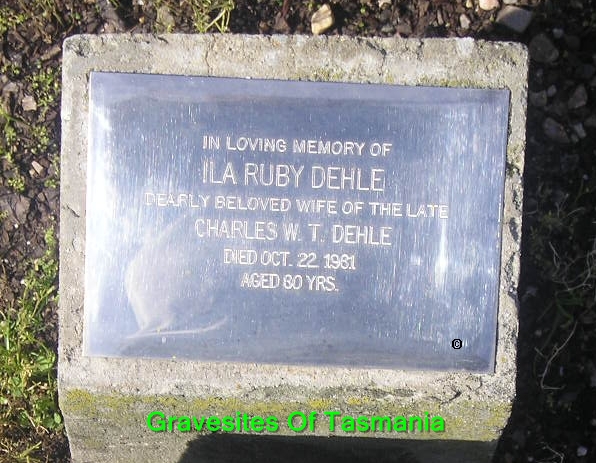 IN LOVING MEMORY OF
ILA RUBY DEHLE
DEARLY BELOVED WIFE OF THE LATE
CHARLES W. T. DEHLE
DIED OCT. 22. 1981
AGED 80 YRS.
©
Gravesites Of Tasmania